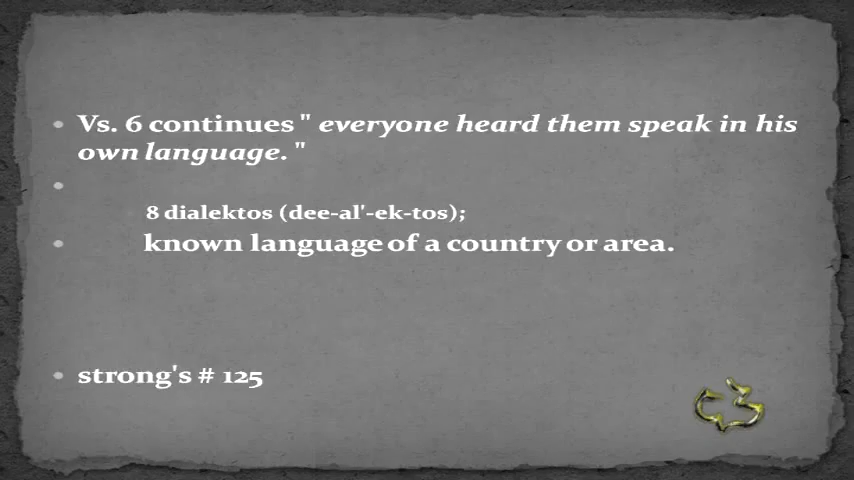 Vs. 6 continues " everyone heard them speak in his
own language. "
8 dialektos (dee-al'-ek-tos);
known language of a country or area.
strong's # 125